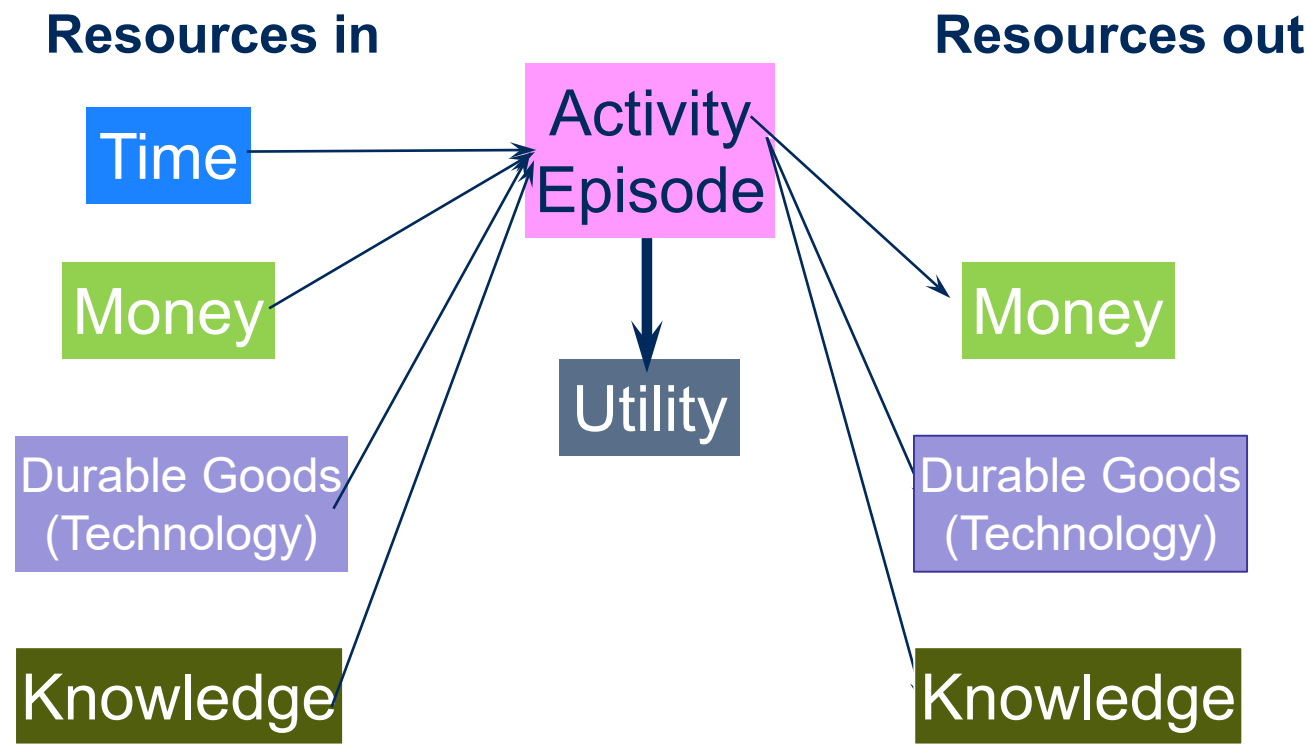 Resources in
Resources out
Activity
Episode
Time
Money
Money
Utility
Durable Goods
(Technology)
Durable Goods
(Technology)
Knowledge
Knowledge